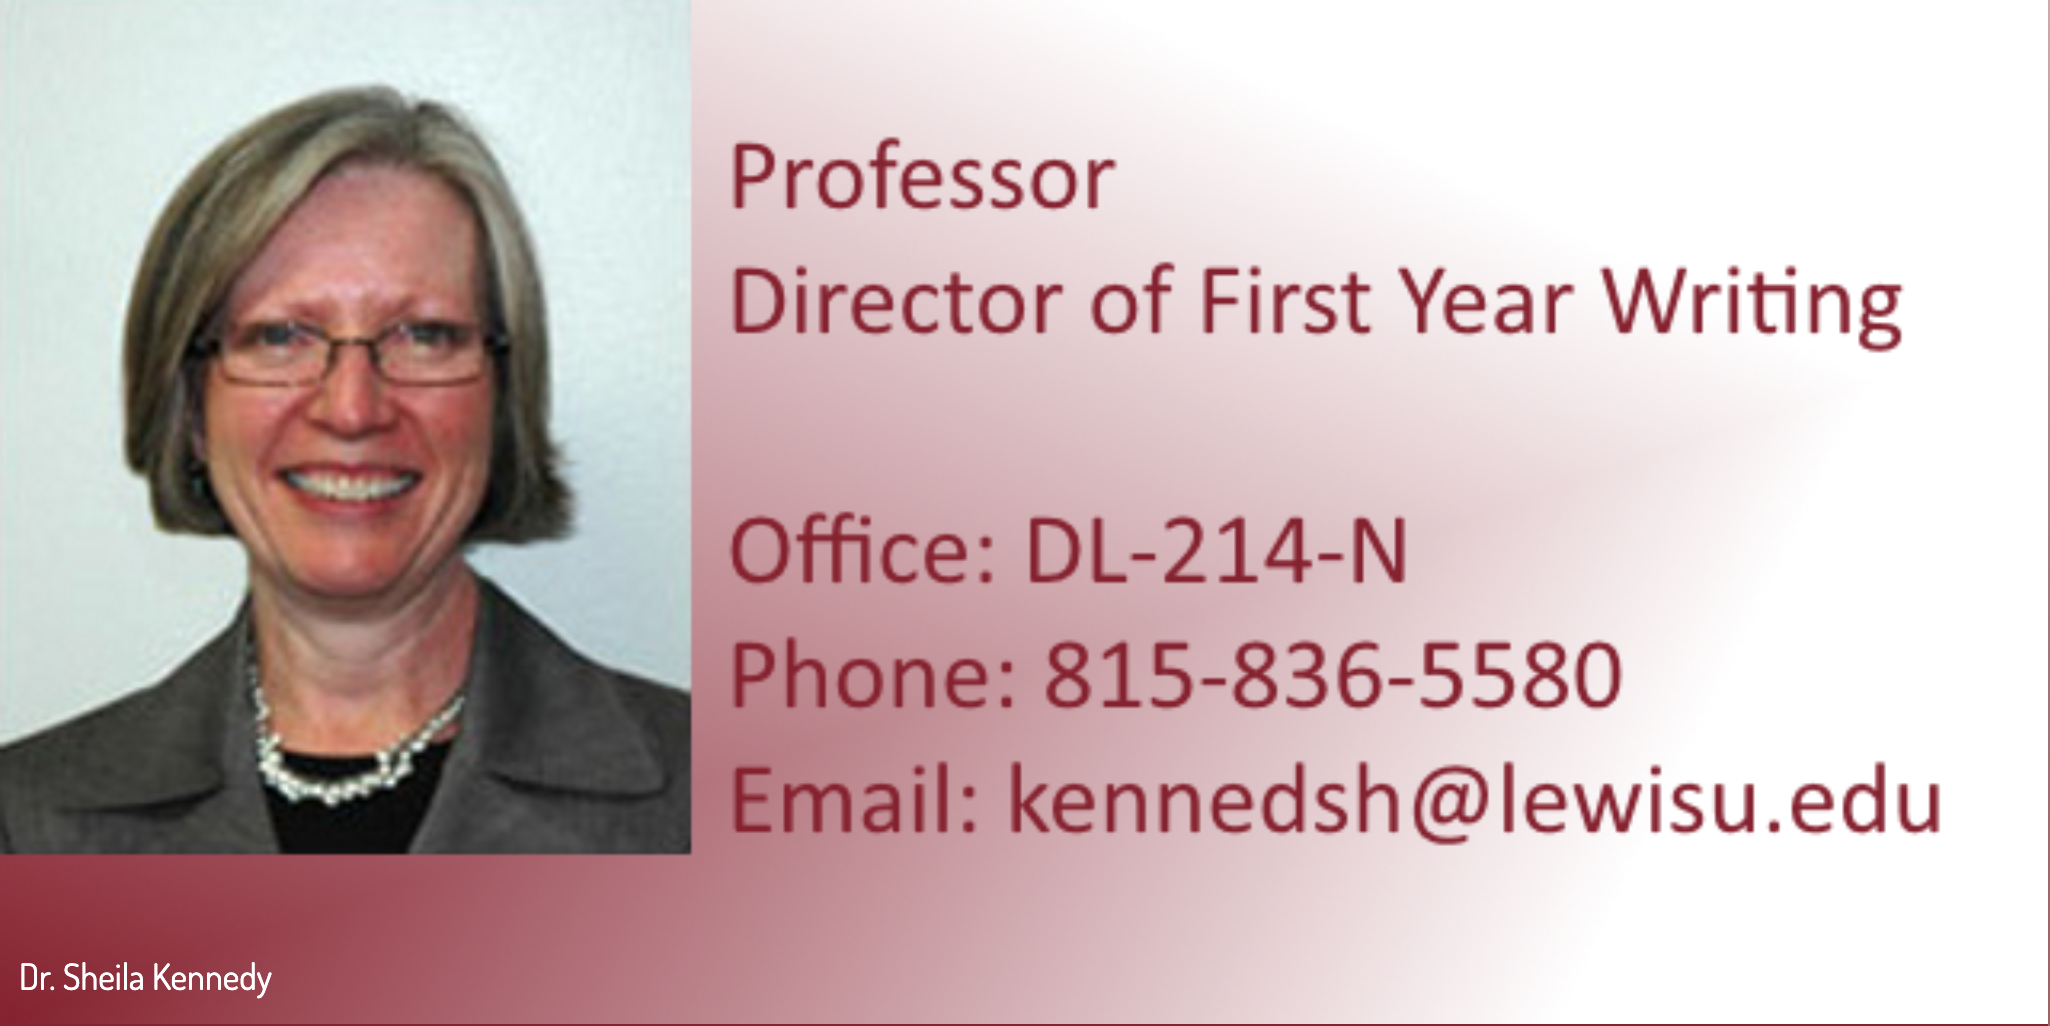 Professor
Director of First Year Writing
Office: DL-214-N
Phone: 815-836-5580
Email: kennedsh@lewisu.edu
Dr. Sheila Kennedy